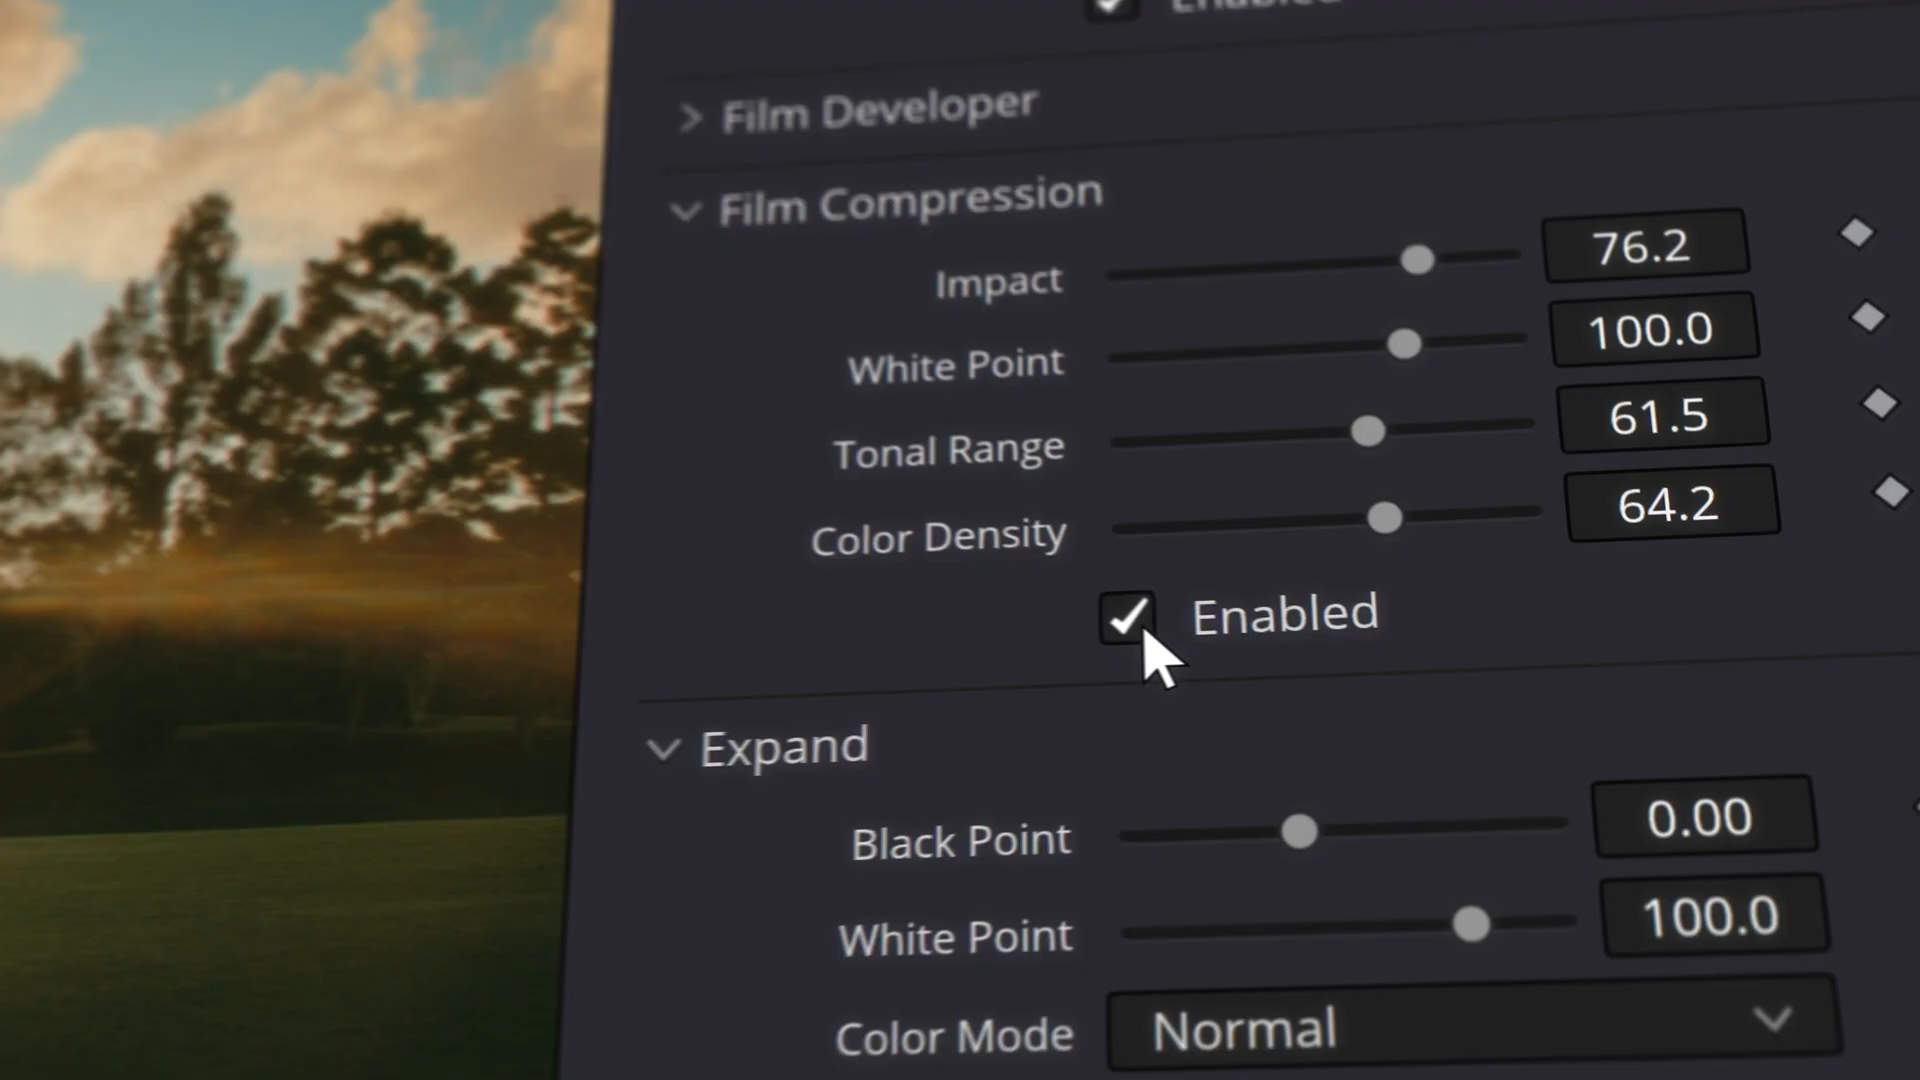 Enabled
Film Developer
Film Compression
Impact 76.2
White Point 100.0
Tonal Range 61.5
Color Density 64.2
Enabled
Expand
Black Point 0.00
White Point 100.0
Color Mode Normal